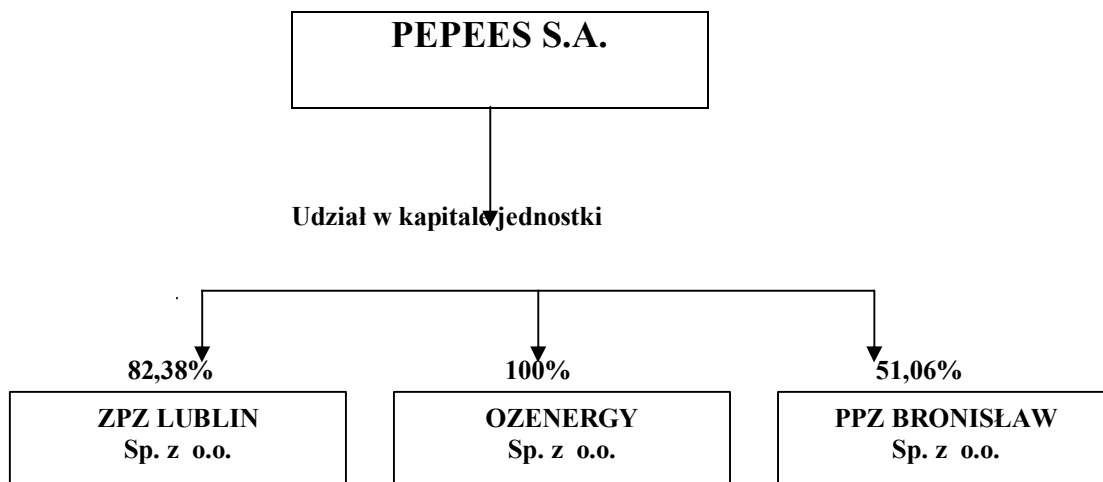 PEPEES S.A.
Udział w kapitale jednostki
82,38%
100%
51,06%
ZPZ LUBLIN
Sp. z o.o.
OZENERGY
Sp. z o.o.
PPZ BRONISŁAW
Sp. z o.o.